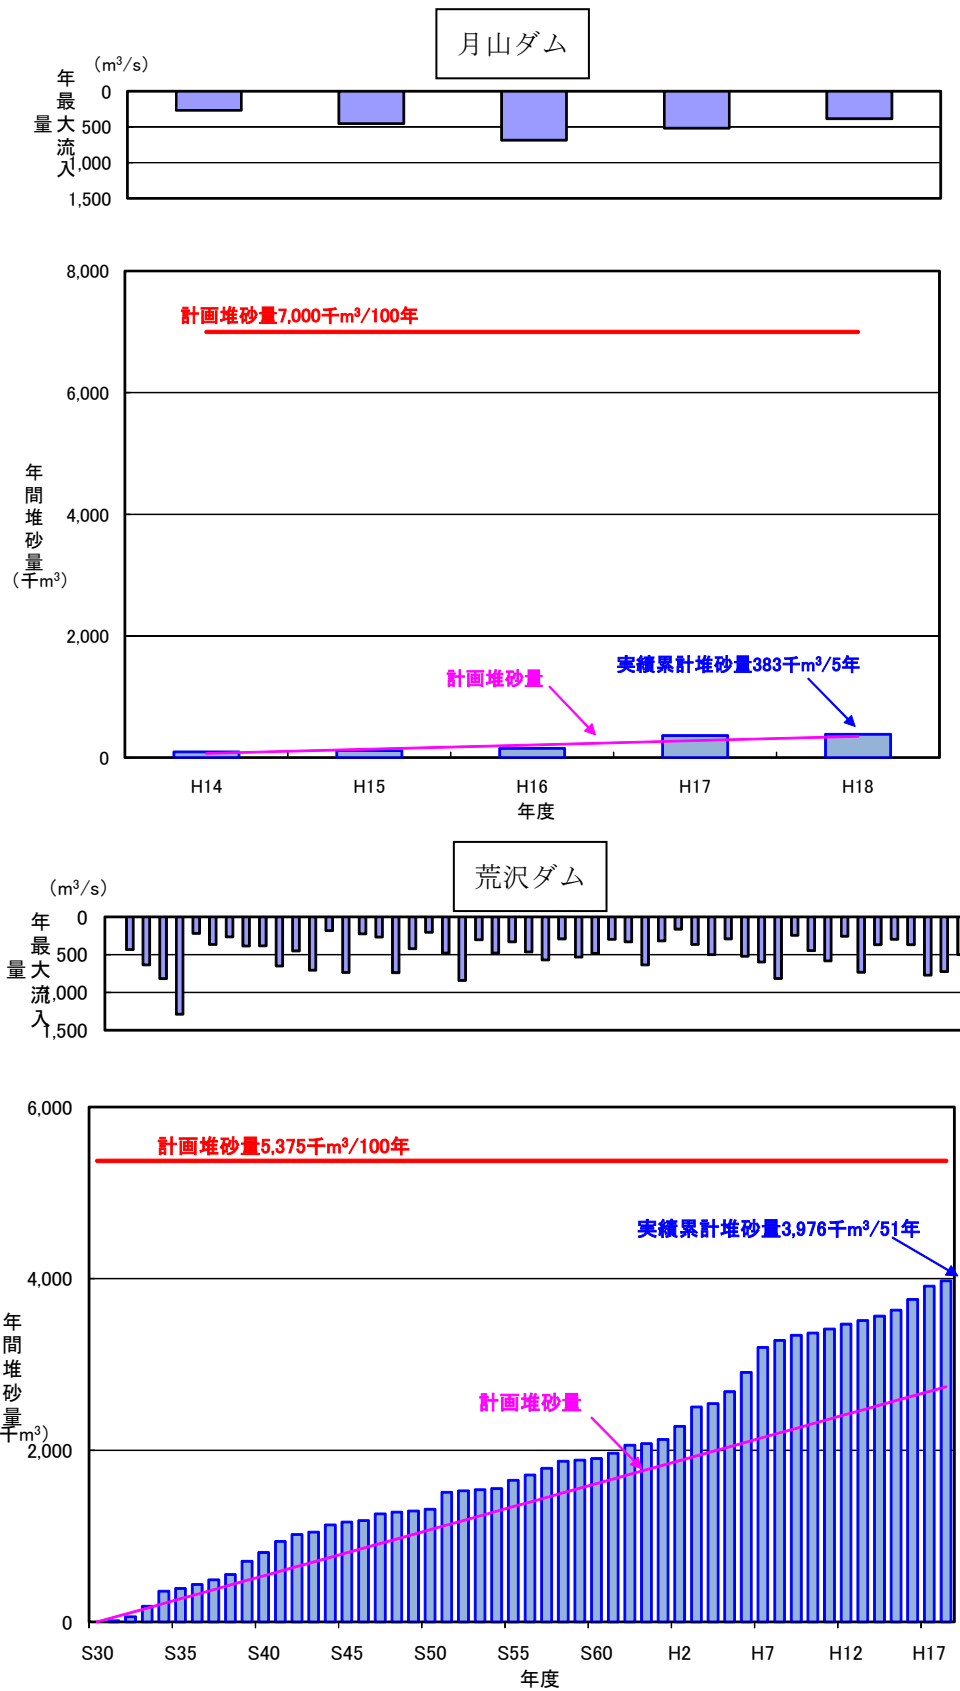 月山ダム
（m³/s）
年最大流入量
0
500
1,000
1,500
8,000
6,000
4,000
2,000
0
計画堆砂量7,000千m³/100年
年間堆砂量
（千m³）
計画堆砂量
実績累計堆砂量383千m³/5年
H14 H15 H16 H17 H18
年度
荒沢ダム
（m³/s）
年最大流入量
0
500
1,000
1,500
6,000
4,000
2,000
0
計画堆砂量5,375千m³/100年
実績累計堆砂量3,976千m³/51年
年間堆砂量
千m³）
計画堆砂量
S30 S35 S40 S45 S50 S55 S60 H2 H7 H12 H17
年度